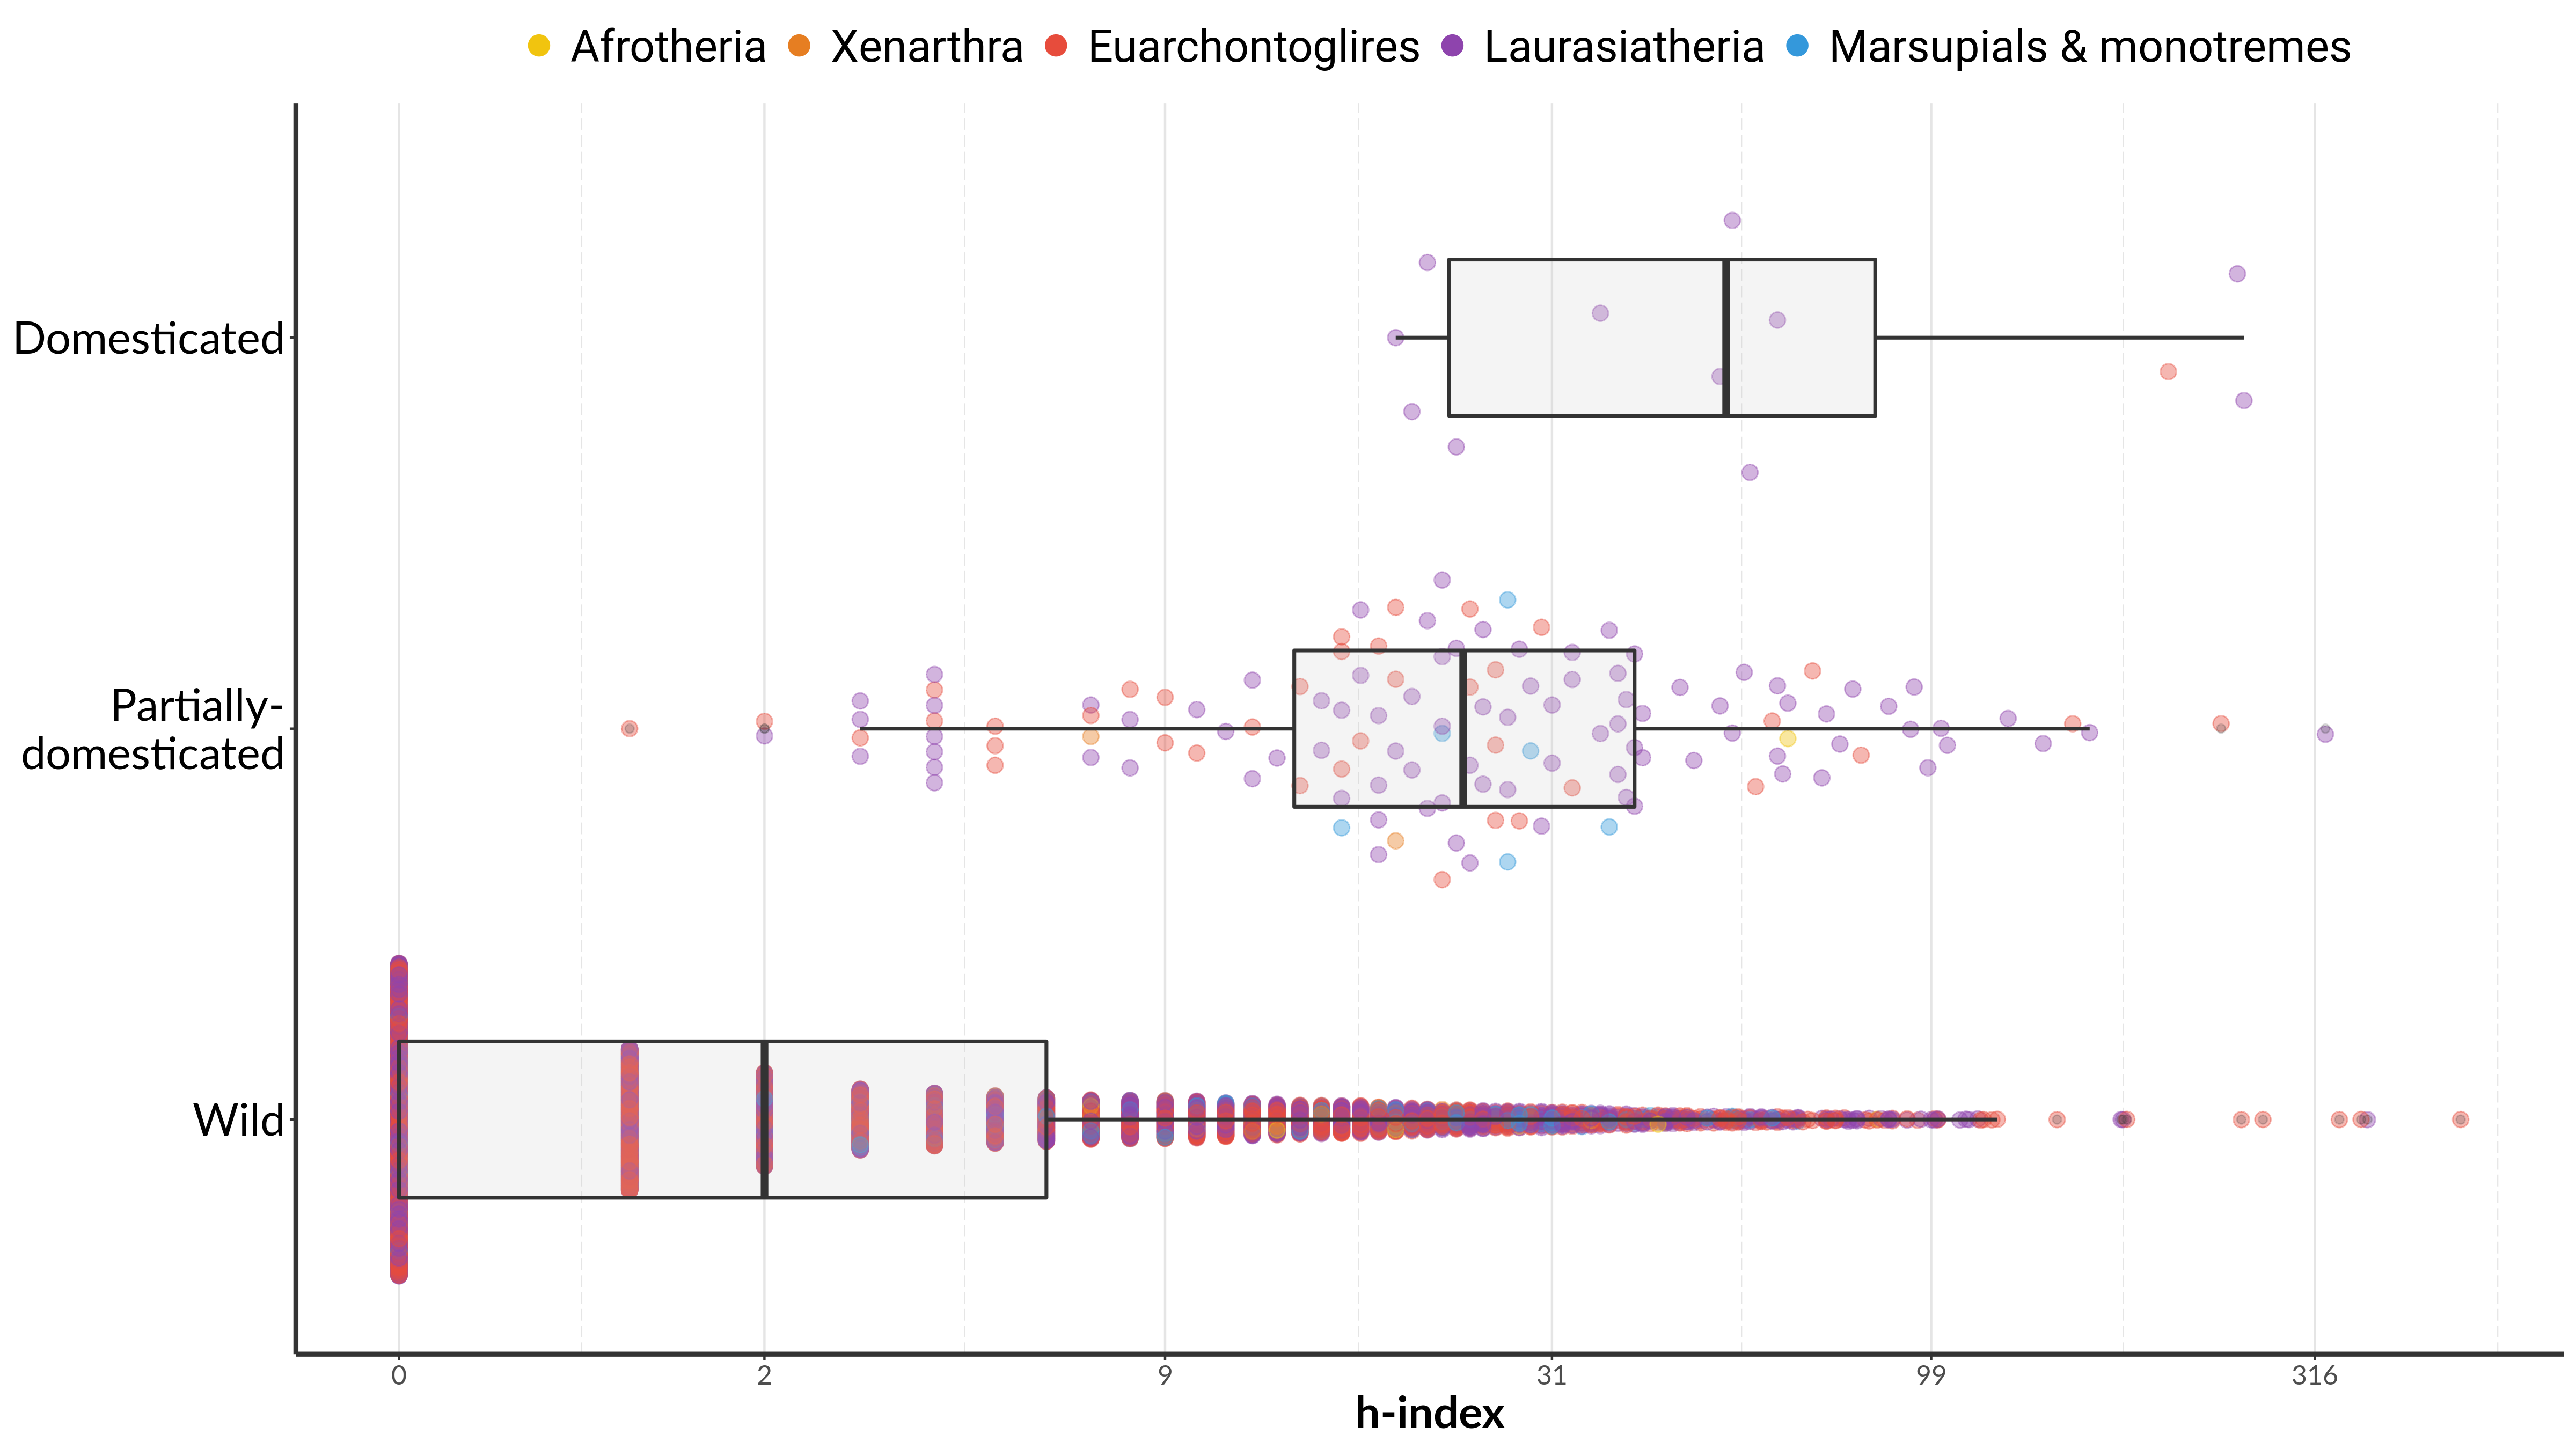 Afrotheria Xenarthra Euarchontoglires Laurasiatheria Marsupials & monotremes
Domesticated
Partially-
domesticated
Wild
0 2 9 31 99 316
h-index